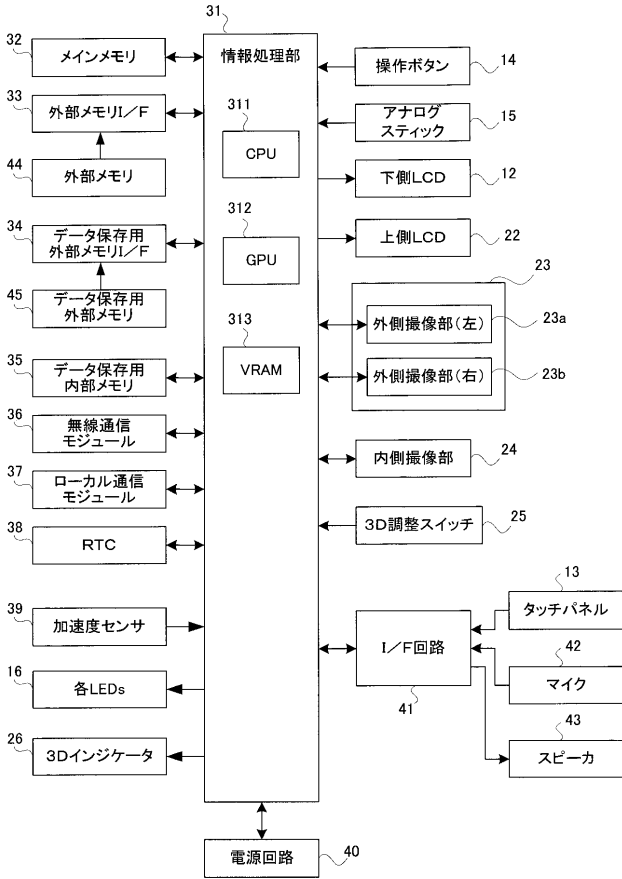 31
情報処理部
32
メインメモリ
33
外部メモリI／F
44
外部メモリ
34
データ保存用
外部メモリI／F
45
データ保存用
外部メモリ
35
データ保存用
内部メモリ
36
無線通信
モジュール
37
ローカル通信
モジュール
38
RTC
39
加速度センサ
16
各LEDs
26
3Dインジケータ
311
CPU
312
GPU
313
VRAM
操作ボタン
14
アナログ
スティック
15
下側LCD
12
上側LCD
22
23
外側撮像部(左)
23a
外側撮像部(右)
23b
内側撮像部
24
3D調整スイッチ
25
I／F回路
41
13
タッチパネル
42
マイク
43
スピーカ
電源回路
40